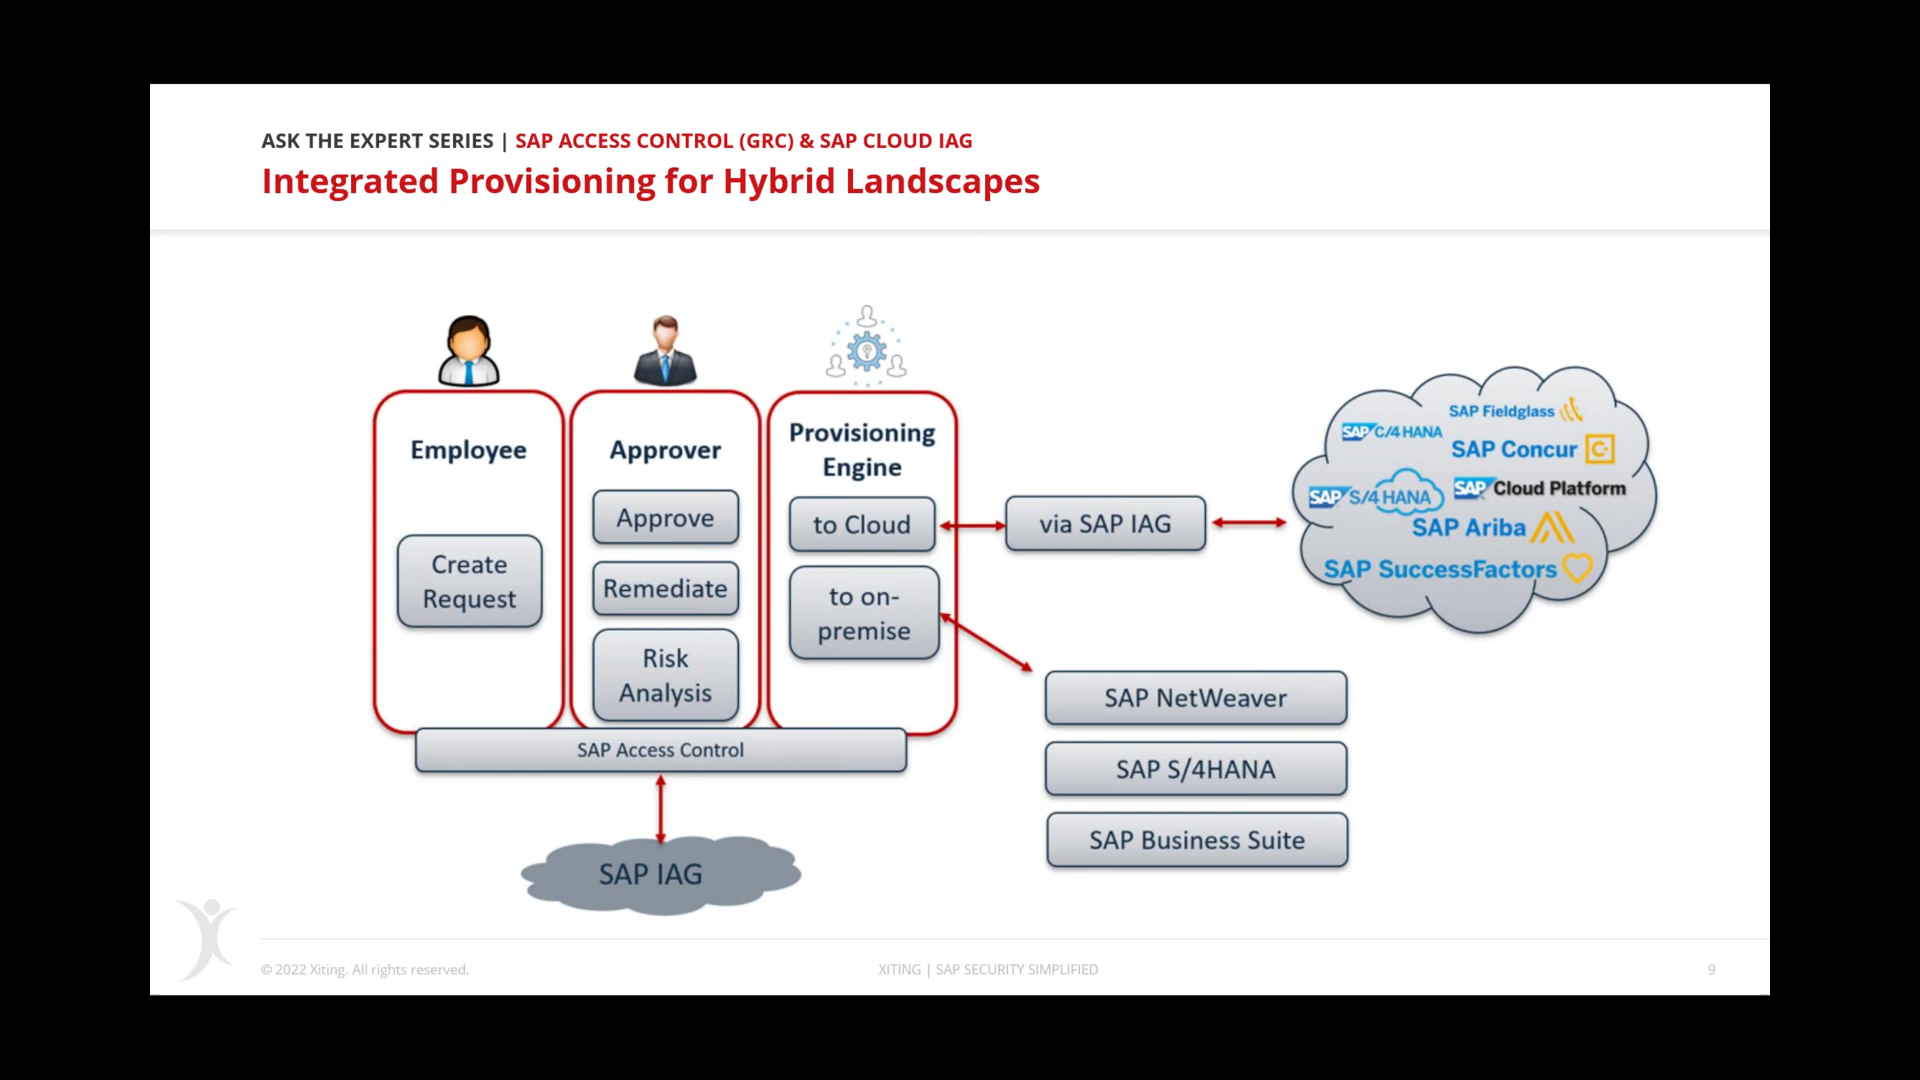 ASK THE EXPERT SERIES | SAP ACCESS CONTROL (GRC) & SAP CLOUD IAG
Integrated Provisioning for Hybrid Landscapes
Employee
Create
Request
Approver
Approve
Remediate
Risk
Analysis
Provisioning
Engine
to Cloud
to on-
premise
SAP Access Control
SAP IAG
via SAP IAG
SAP Fieldglass
SAP C/4HANA
SAP Concur C
SAP S/4HANA
SAP Cloud Platform
SAP Ariba
SAP SuccessFactors
SAP NetWeaver
SAP S/4HANA
SAP Business Suite
© 2022 Xiting. All rights reserved.
XITING | SAP SECURITY SIMPLIFIED
9